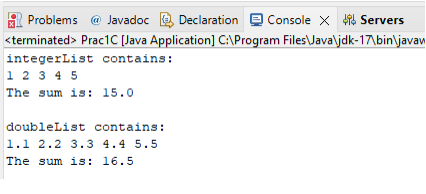 Problems Javadoc Declaration Console Servers
<terminated> Prac1C [Java Application] C:\Program Files\Java\jdk-17\bin\javaw
integerList contains:
1 2 3 4 5
The sum is: 15.0
doubleList contains:
1.1 2.2 3.3 4.4 5.5
The sum is: 16.5